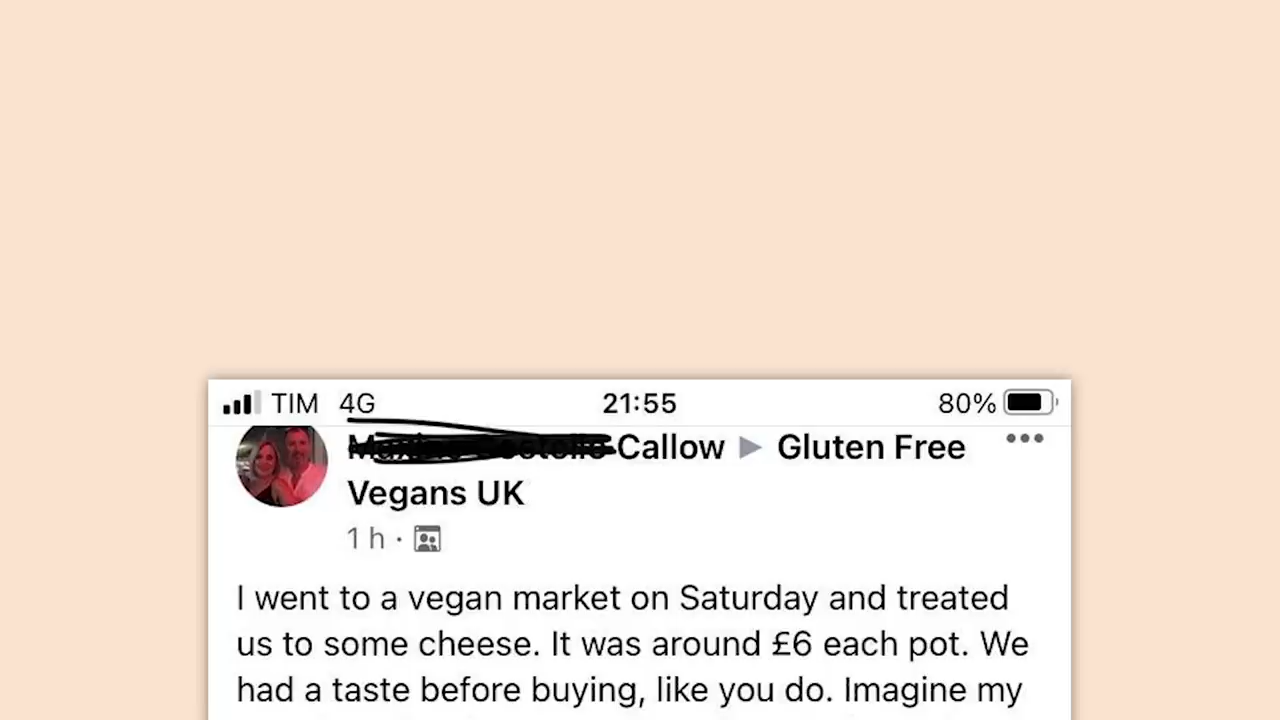 TIM 4G 21:55 80%
Callow ▶ Gluten Free
Vegans UK
1 h ·
I went to a vegan market on Saturday and treated
us to some cheese. It was around £6 each pot. We
had a taste before buying, like you do. Imagine my